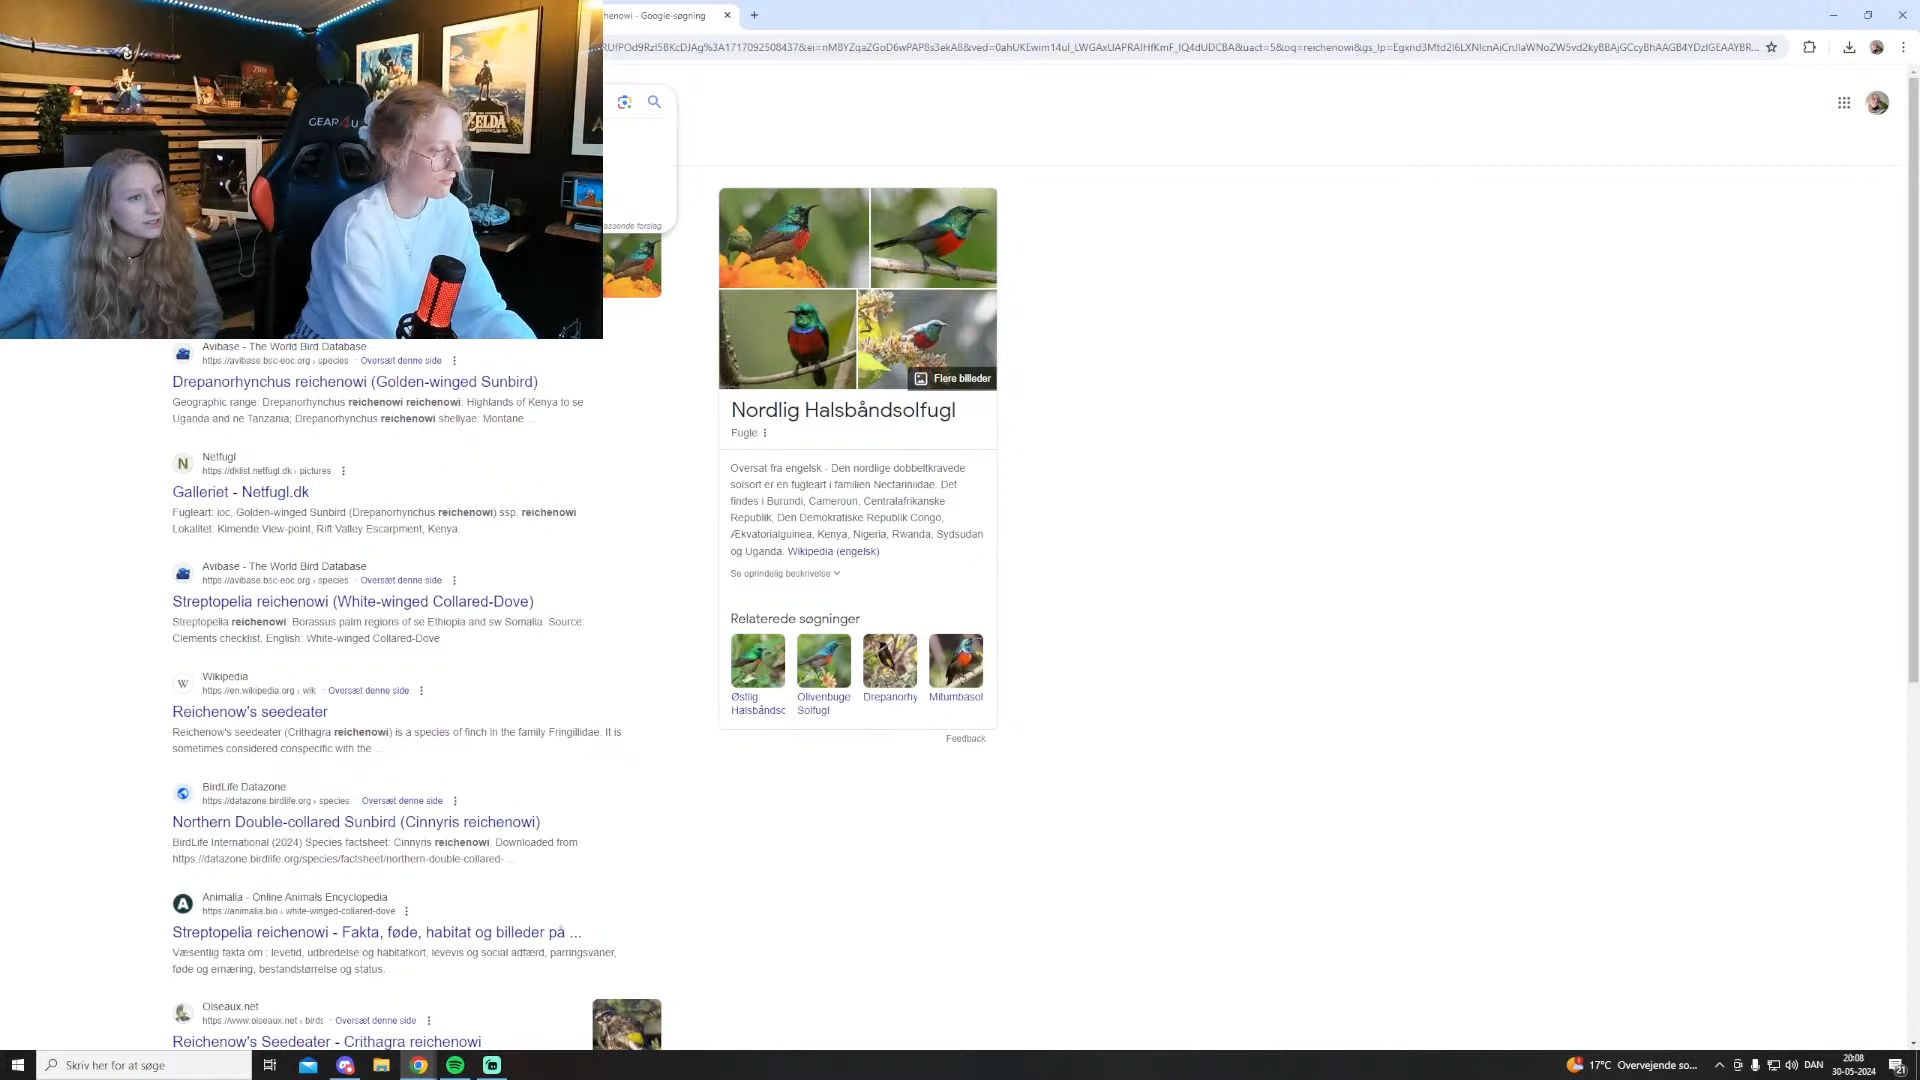 henowi - Google-søgning
GEAR4U
ZELDA
essende forslag
Avibase - The World Bird Database
https://avibase.bsc-eoc.org › species · Oversæt denne side
Drepanorhynchus reichenowi (Golden-winged Sunbird)
Geographic range: Drepanorhynchus reichenowi reichenowi; Highlands of Kenya to se
Uganda and ne Tanzania; Drepanorhynchus reichenowi shellyae: Montane ...
Netfugl
https://dklist.netfugl.dk › pictures
Galleriet - Netfugl.dk
Fugleart: ioc, Golden-winged Sunbird (Drepanorhynchus reichenowi) ssp. reichenowi
Lokalitet: Kimende View-point, Rift Valley Escarpment, Kenya.
Avibase - The World Bird Database
https://avibase.bsc-eoc.org › species · Oversæt denne side
Streptopelia reichenowi (White-winged Collared-Dove)
Streptopelia reichenowi Borassus palm regions of se Ethiopia and sw Somalia. Source:
Clements checklist. English: White-winged Collared-Dove
Wikipedia
https://en.wikipedia.org › wiki · Oversæt denne side
Reichenow's seedeater
Reichenow's seedeater (Crithagra reichenowi) is a species of finch in the family Fringillidae. It is
sometimes considered conspecific with the ...
BirdLife Datazone
https://datazone.birdlife.org › species Oversæt denne side
Northern Double-collared Sunbird (Cinnyris reichenowi)
BirdLife International (2024) Species factsheet: Cinnyris reichenowi. Downloaded from
https://datazone.birdlife.org/species/factsheet/northern-double-collared- ...
Animalia - Online Animals Encyclopedia
https://animalia.bio › white-winged-collared-dove
Streptopelia reichenowi - Fakta, føde, habitat og billeder på ...
Væsentlig fakta om : levetid, udbredelse og habitatkort, levevis og social adfærd, parringsvaner,
føde og ernæring, bestandstørrelse og status.
Oiseaux.net
https://www.oiseaux.net › birds · Oversæt denne side
Reichenow's Seedeater - Crithagra reichenowi
Flere billeder
Nordlig Halsbåndsolfugl
Fugle
Oversat fra engelsk - Den nordlige dobbeltkravede
solsort er en fugleart i familien Nectariniidae. Det
findes i Burundi, Cameroun, Centralafrikanske
Republik, Den Demokratiske Republik Congo,
Ækvatorialguinea, Kenya, Nigeria, Rwanda, Sydsudan
og Uganda. Wikipedia (engelsk)
Se oprindelig beskrivelse
Relaterede søgninger
Østlig
Halsbåndsc
Olivenbuge
Solfugl
Drepanorhy
Mitumbasol
Feedback
Skriv her for at søge
17°C Overvejende so...
DAN
20:08
30-05-2024
21